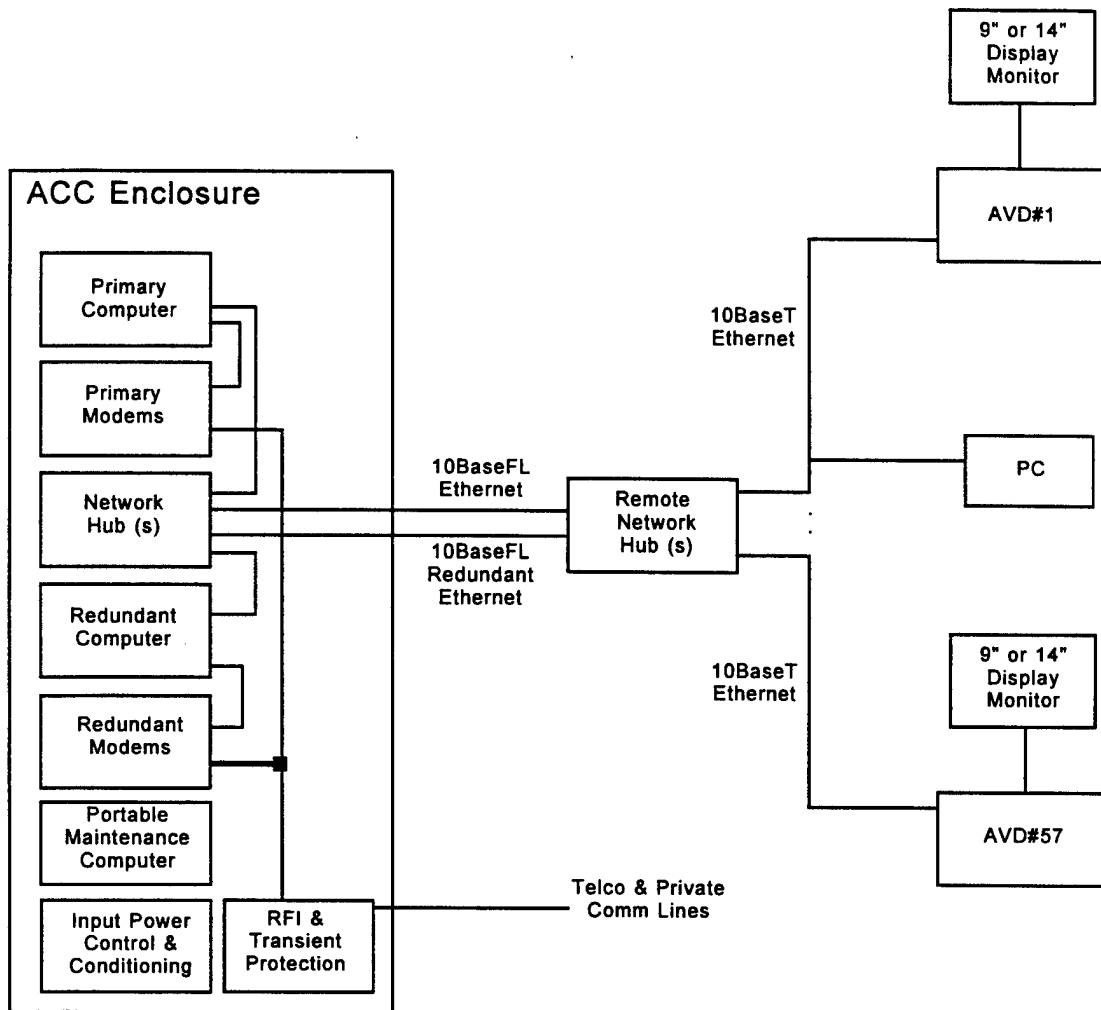 9" or 14"
Display
Monitor
ACC Enclosure
AVD#1
Primary
Computer
10BaseT
Ethernet
Primary
Modems
10BaseFL
Ethernet
PC
Network
Hub (s)
Remote
Network
Hub (s)
10BaseFL
Redundant
Ethernet
Redundant
Computer
9" or 14"
Display
Monitor
10BaseT
Ethernet
Redundant
Modems
Portable
Maintenance
Computer
AVD#57
Telco & Private
Comm Lines
Input Power
Control &
Conditioning
RFI &
Transient
Protection